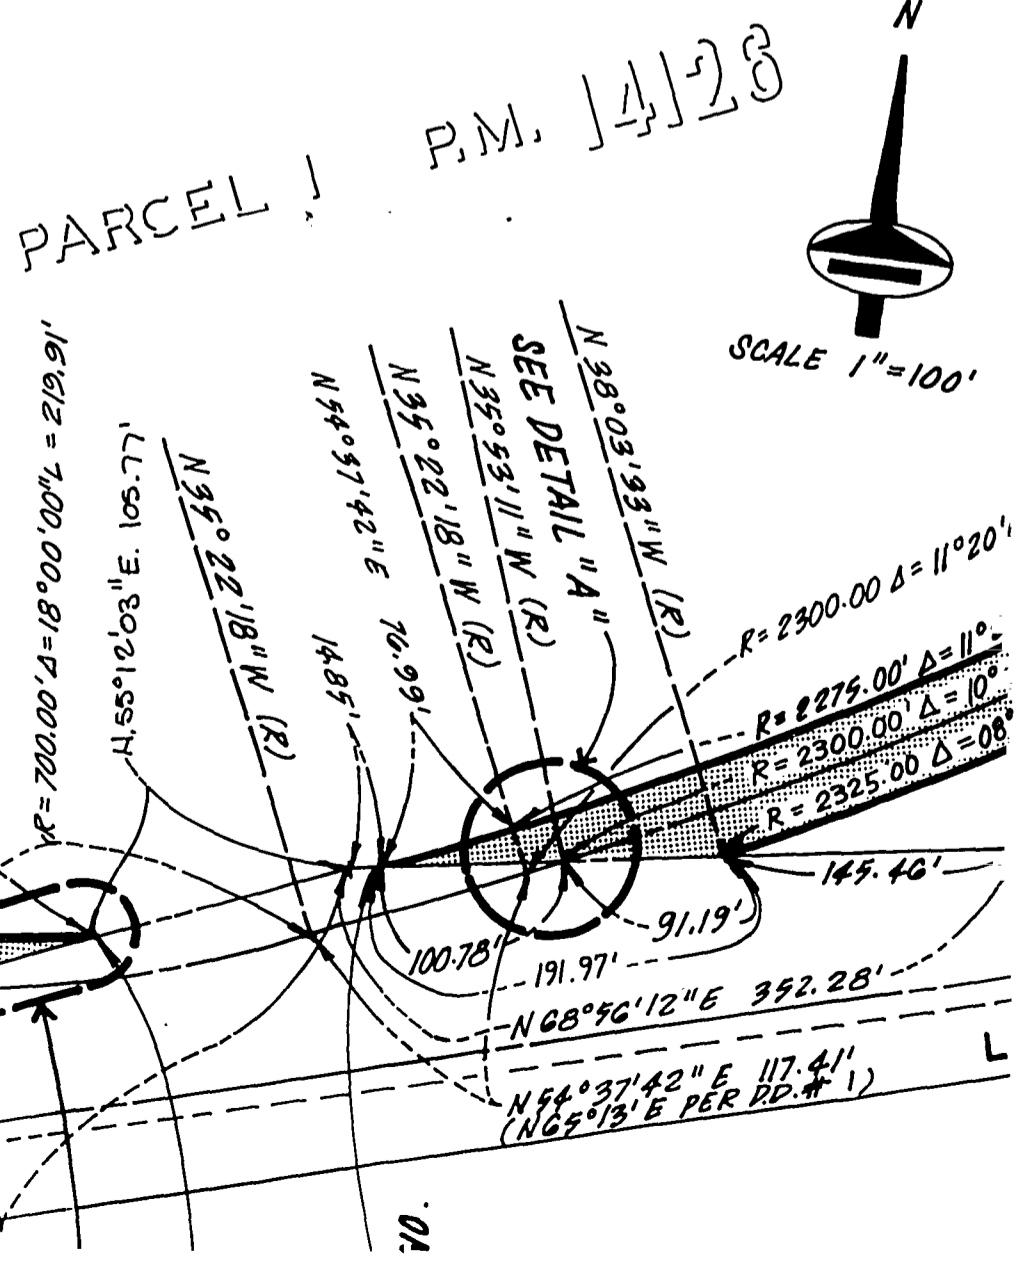 N
PARCEL 1 P.M. 14128
SCALE 1"=100'
R=700.00' Δ=18°00'00" L=219.91'
N.55°12'03"E. 105.77'
N35°22'18"W (R)
14.85'
N54°37'42"E 76.99'
N35°22'18"W (R)
N35°53'11"W (R)
SEE DETAIL "A"
N38°03'33"W (R)
R=2300.00 Δ=11°20'
R=2275.00' Δ=11°
R=2300.00' Δ=10°
R=2325.00 Δ=08°
145.46'
91.19'
100.78'
191.97'
N68°56'12"E 352.28'
N54°37'42"E 117.41'
(N65°13'E PER D.D.# 1)
L